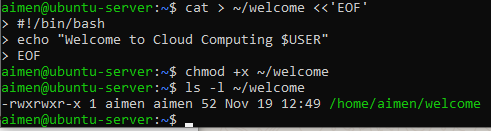 aimen@ubuntu-server:~$ cat > ~/welcome <<'EOF'
> #!/bin/bash
> echo "Welcome to Cloud Computing $USER"
> EOF
aimen@ubuntu-server:~$ chmod +x ~/welcome
aimen@ubuntu-server:~$ ls -l ~/welcome
-rwxrwxr-x 1 aimen aimen 52 Nov 19 12:49 /home/aimen/welcome
aimen@ubuntu-server:~$